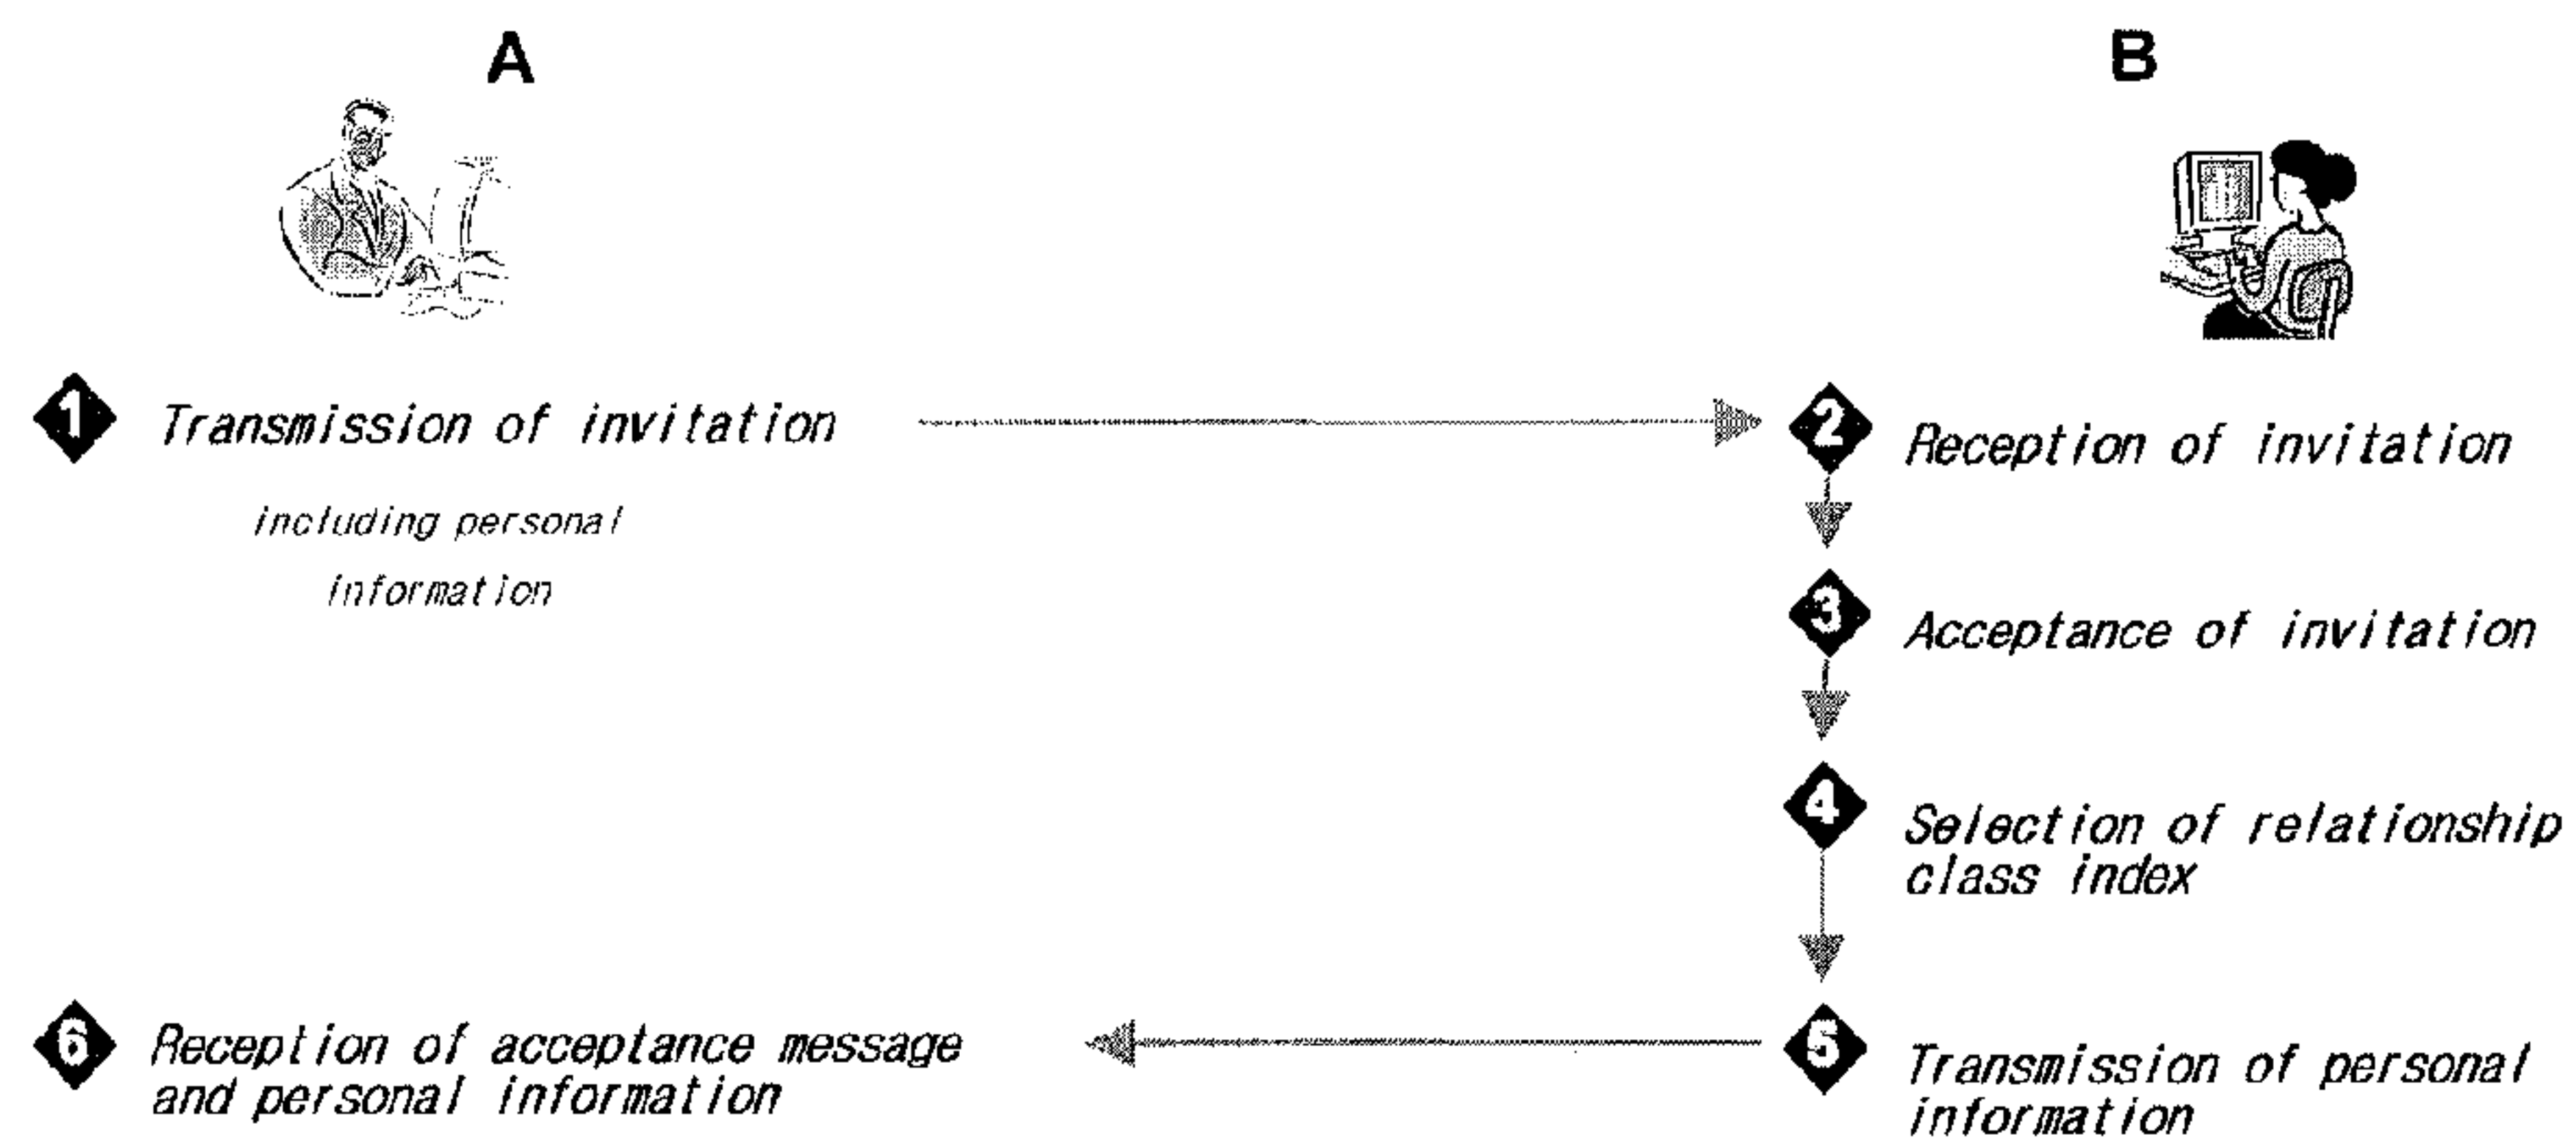 A
B
1 Transmission of invitation
including personal
information
2 Reception of invitation
3 Acceptance of invitation
4 Selection of relationship
class index
5 Transmission of personal
information
6 Reception of acceptance message
and personal information